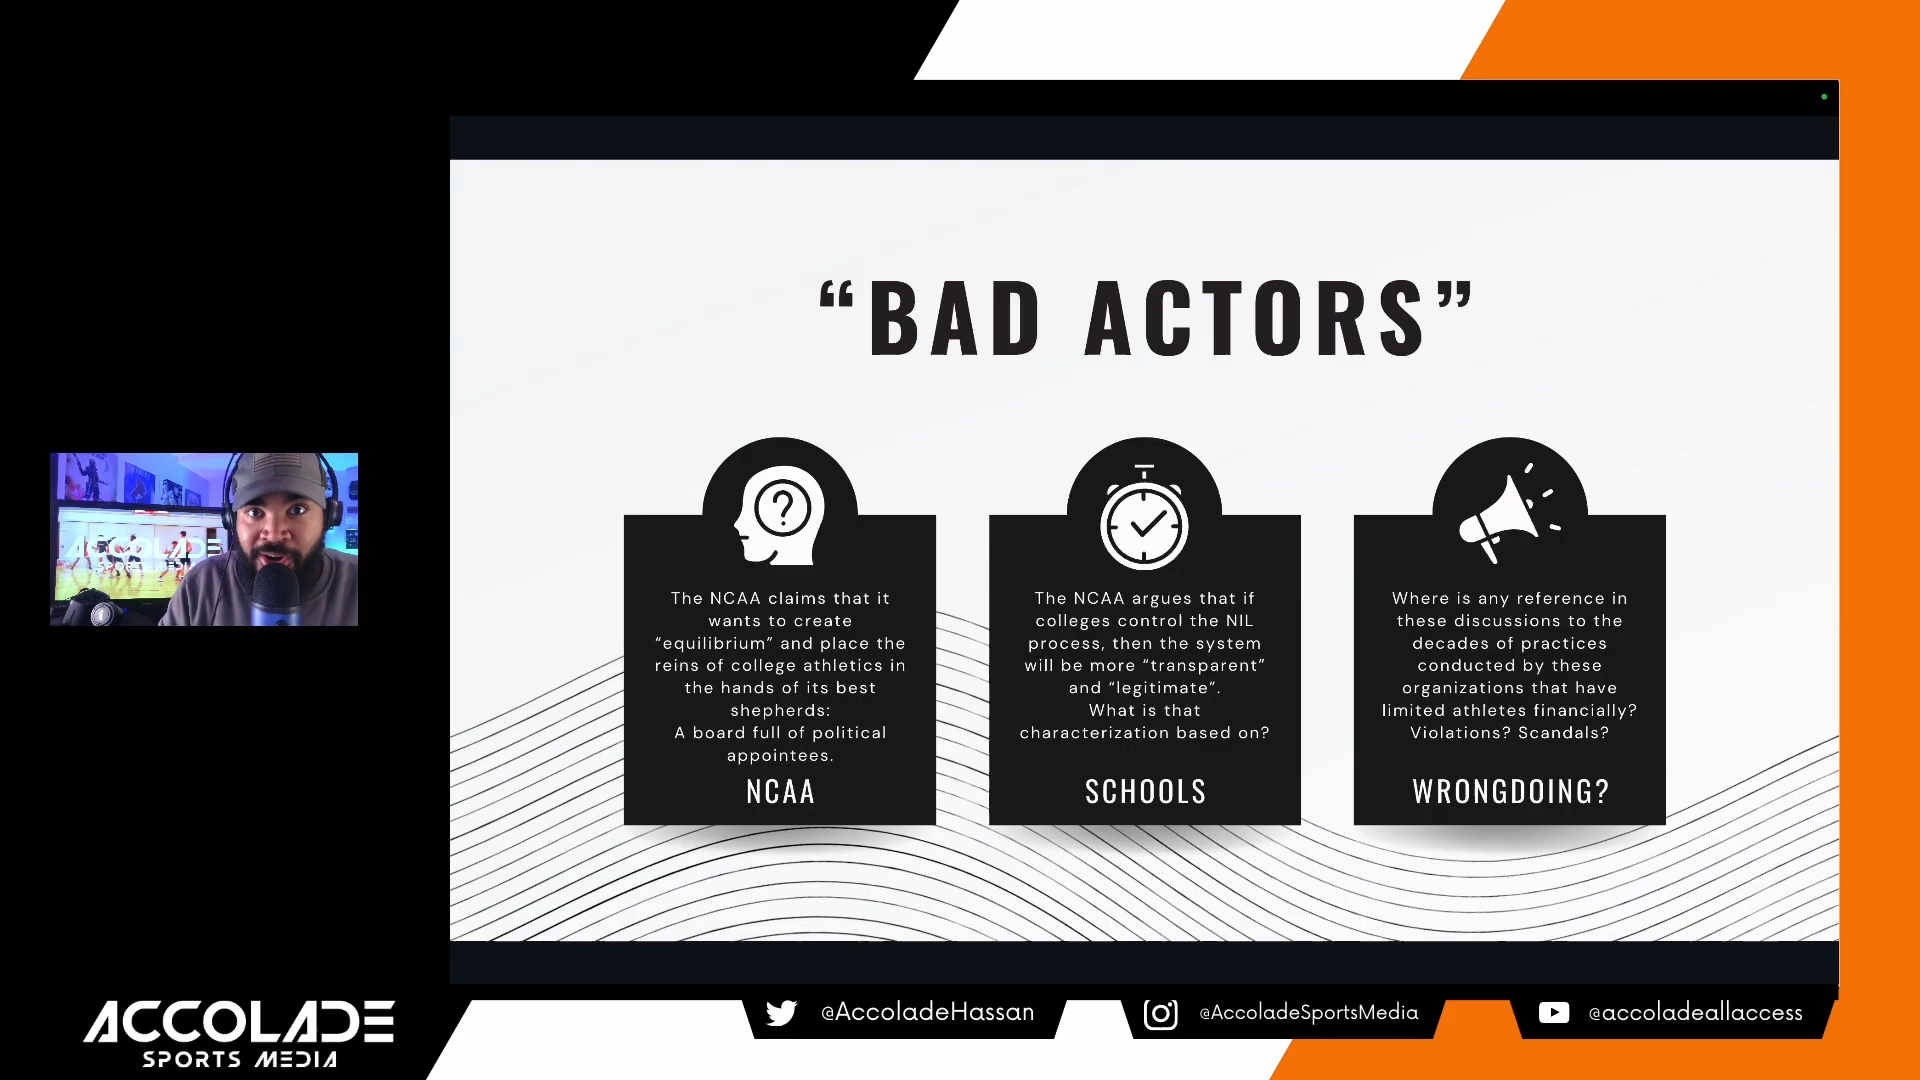 “BAD ACTORS”
The NCAA claims that it
wants to create
“equilibrium” and place the
reins of college athletics in
the hands of its best
shepherds:
A board full of political
appointees.
NCAA
The NCAA argues that if
colleges control the NIL
process, then the system
will be more “transparent”
and “legitimate”.
What is that
characterization based on?
SCHOOLS
Where is any reference in
these discussions to the
decades of practices
conducted by these
organizations that have
limited athletes financially?
Violations? Scandals?
WRONGDOING?
ACCOLADE
SPORTS MEDIA
ACCOLADE
SPORTS MEDIA
@AccoladeHassan
@AccoladeSportsMedia
@accoladeallaccess